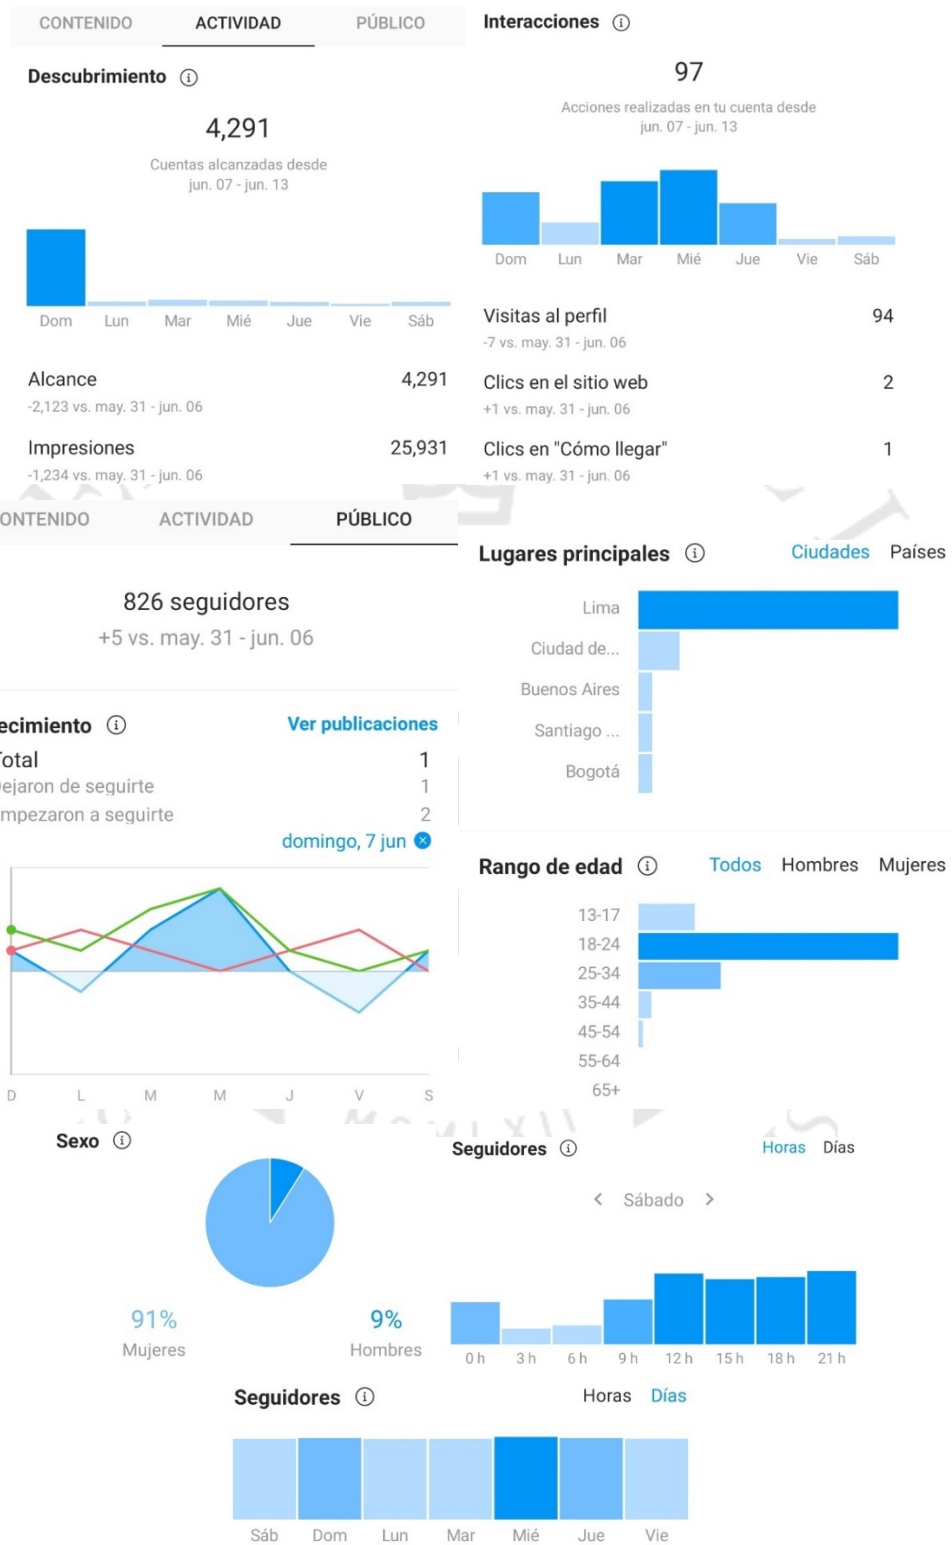 CONTENIDO ACTIVIDAD PÚBLICO
Descubrimiento
4,291
Cuentas alcanzadas desde
jun. 07 - jun. 13
Dom Lun Mar Mié Jue Vie Sáb
Alcance 4,291
-2,123 vs. may. 31 - jun. 06
Impresiones 25,931
-1,234 vs. may. 31 - jun. 06
Interacciones
97
Acciones realizadas en tu cuenta desde
jun. 07 - jun. 13
Dom Lun Mar Mié Jue Vie Sáb
Visitas al perfil 94
-7 vs. may. 31 - jun. 06
Clics en el sitio web 2
+1 vs. may. 31 - jun. 06
Clics en "Cómo llegar" 1
+1 vs. may. 31 - jun. 06
ONTENIDO ACTIVIDAD PÚBLICO
826 seguidores
+5 vs. may. 31 - jun. 06
ecimiento Ver publicaciones
Total 1
ejaron de seguirte 1
mpezaron a seguirte 2
domingo, 7 jun
D L M M J V S
Lugares principales Ciudades Países
Lima
Ciudad de...
Buenos Aires
Santiago ...
Bogotá
Rango de edad Todos Hombres Mujeres
13-17
18-24
25-34
35-44
45-54
55-64
65+
Sexo
91% 9%
Mujeres Hombres
Seguidores Horas Días
< Sábado >
0 h 3 h 6 h 9 h 12 h 15 h 18 h 21 h
Seguidores Horas Días
Sáb Dom Lun Mar Mié Jue Vie